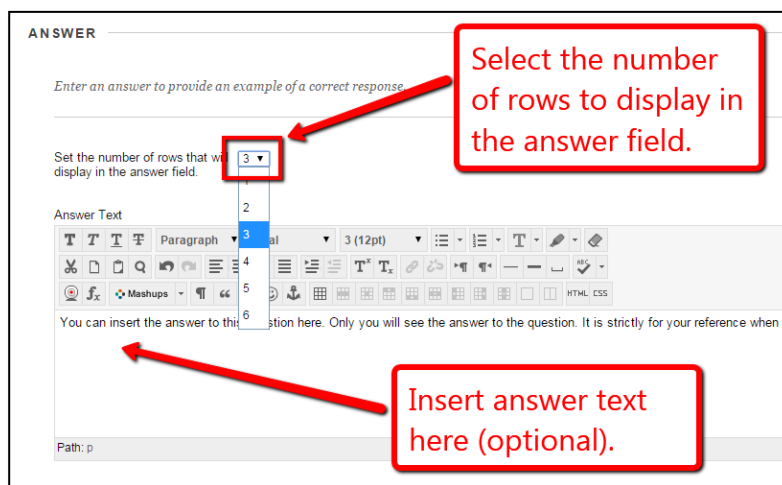 ANSWER
Select the number
of rows to display in
the answer field.
Enter an answer to provide an example of a correct response.
Set the number of rows that
display in the answer field.
3
2
3
4
5
6
Answer Text
T T T T Paragraph 3 (12pt)
Mashups HTML CSS
You can insert the answer to this question here. Only you will see the answer to the question. It is strictly for your reference when
Insert answer text
here (optional).
Path: p